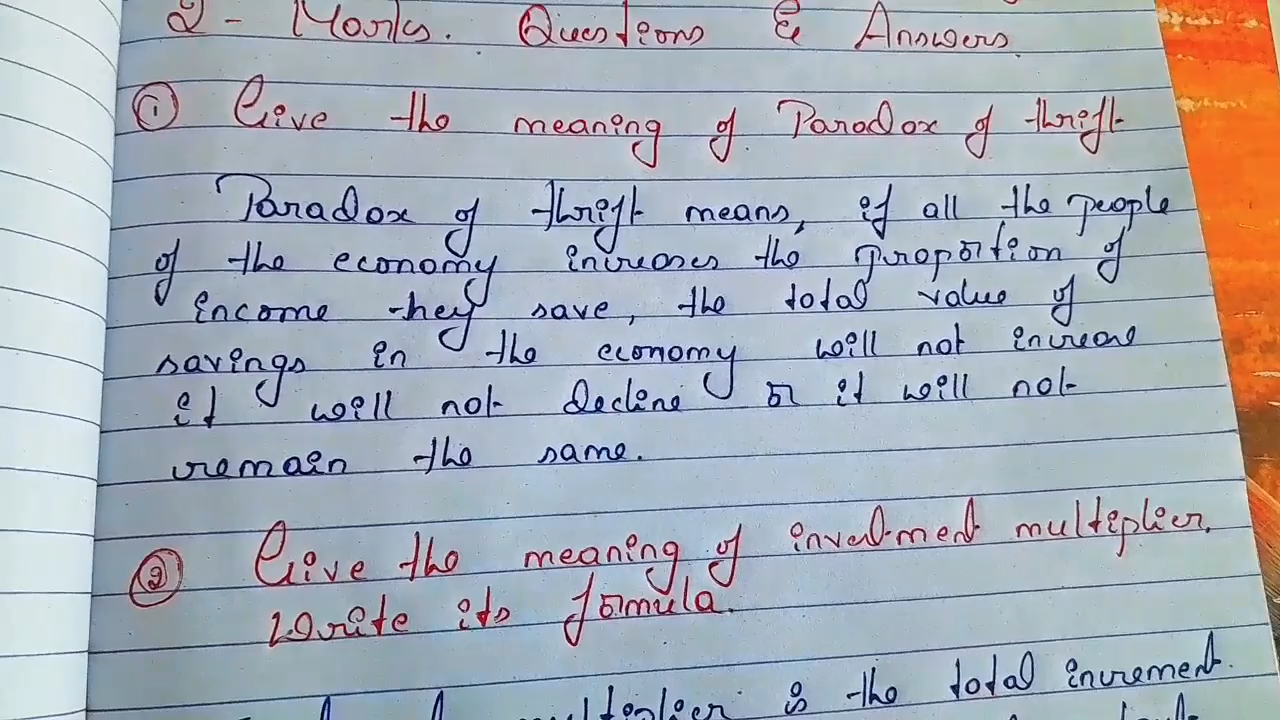 2 - Marks. Questions & Answers
① Give the meaning of Paradox of thrift
Paradox of thrift means, if all the people
of the economy increases the proportion of
income they save, the total value of
savings in the economy will not increase
it will not decline or it will not
remain the same.
② Give the meaning of investment multiplier.
Write its formula.
multiplier is the total increment.